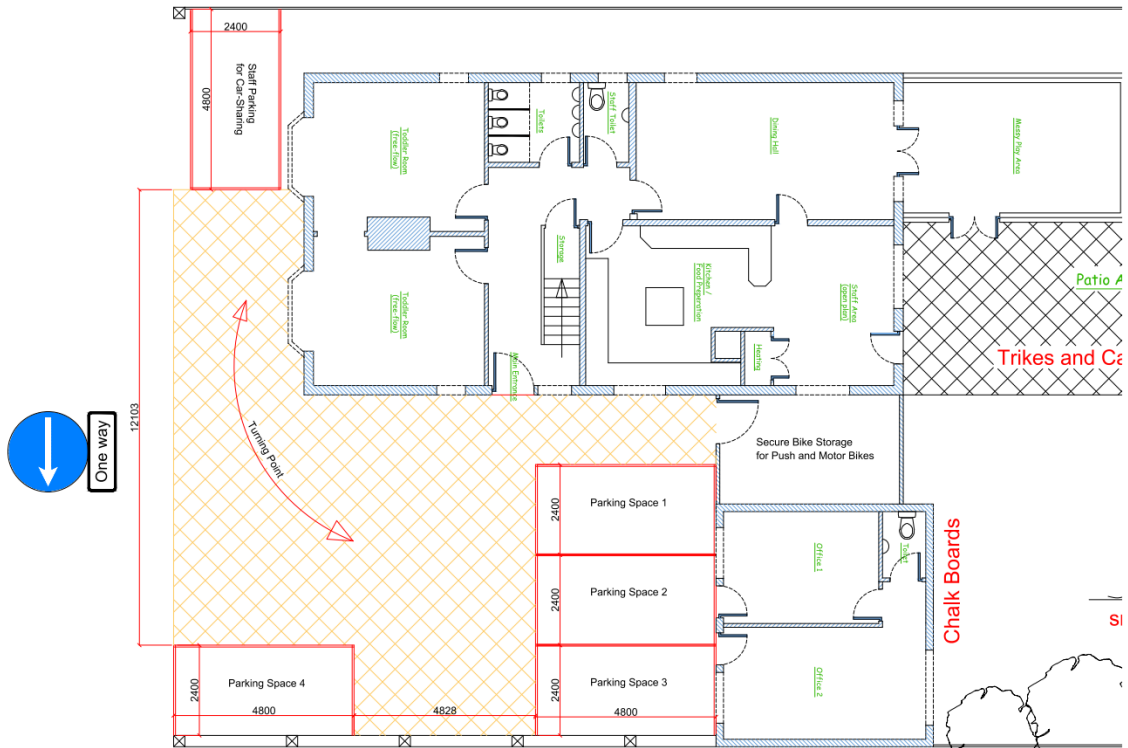 2400
4800
Staff Parking
for Car-Sharing
Toddler Room
(free-flow)
Toilets
Staff Toilet
Dining Hall
Messy Play Area
Storage
Kitchen /
Food Preparation
Staff Area
(open plan)
Patio A
Toddler Room
(free-flow)
Main Entrance
Heating
Trikes and Ca
12103
One way
Turning Point
Secure Bike Storage
for Push and Motor Bikes
2400
Parking Space 1
Office 1
Toilet
Chalk Boards
2400
Parking Space 2
2400
Parking Space 4
2400
Parking Space 3
Office 2
4800
4828
4800